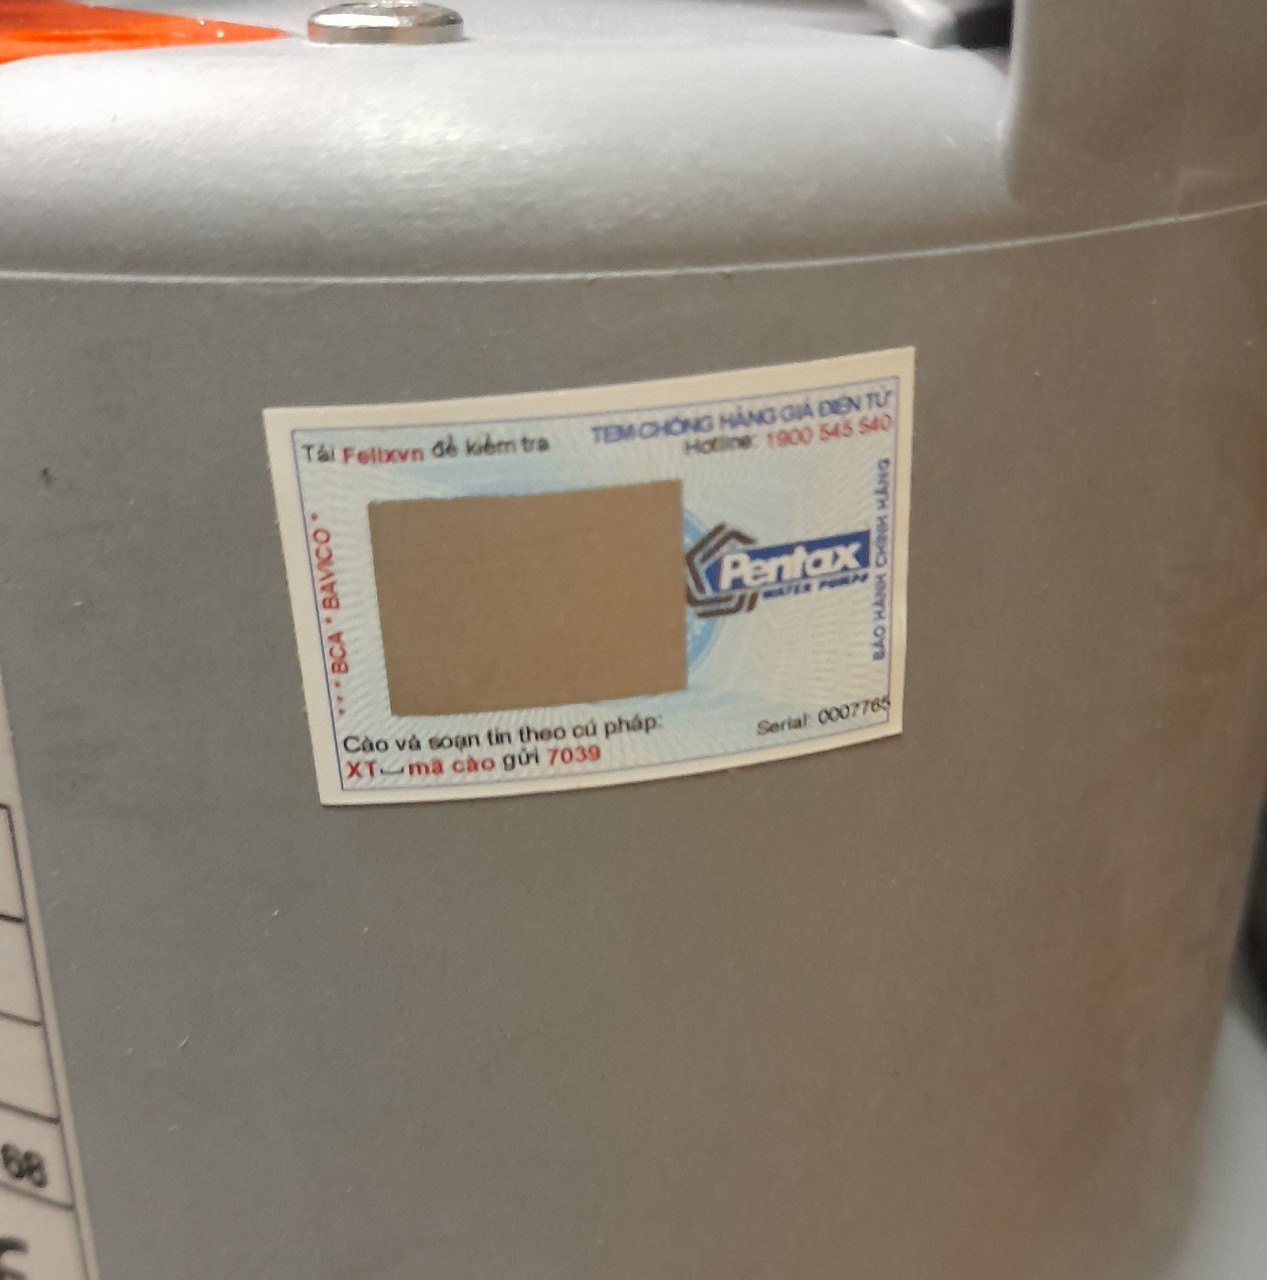 Tải Felixvn để kiểm tra
TEM CHỐNG HÀNG GIẢ ĐIỆN TỬ
Hotline: 1900 545 540
*** BCA * BAVICO *
Pentax
WATER PUMPS
BẢO HÀNH CHÍNH HÃNG
Cào và soạn tin theo cú pháp:
XT⌴mã cào gửi 7039
Serial: 0007765
68